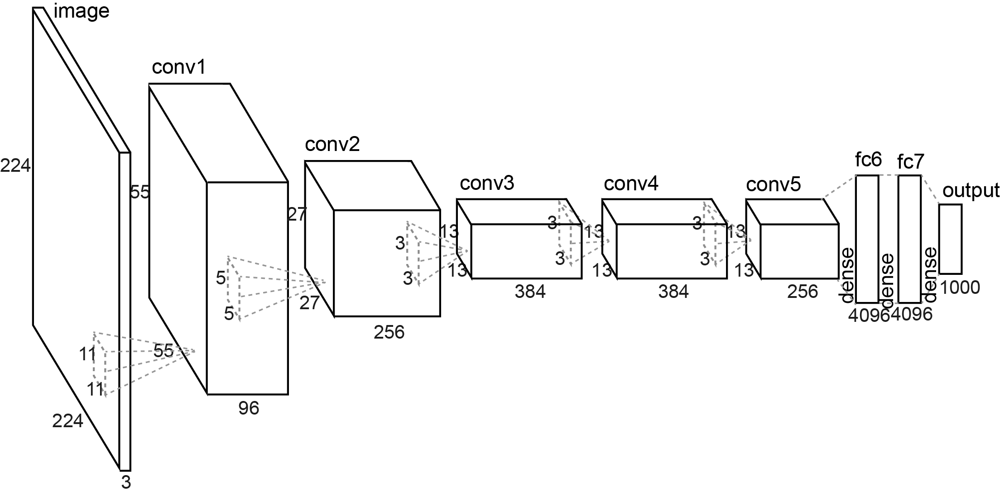 image
224
11
11
224
3
conv1
55
55
5
5
96
conv2
27
27
3
3
256
conv3
13
13
3
3
384
conv4
13
13
3
3
384
conv5
13
13
256
dense
fc6
4096
dense
fc7
4096
dense
output
1000